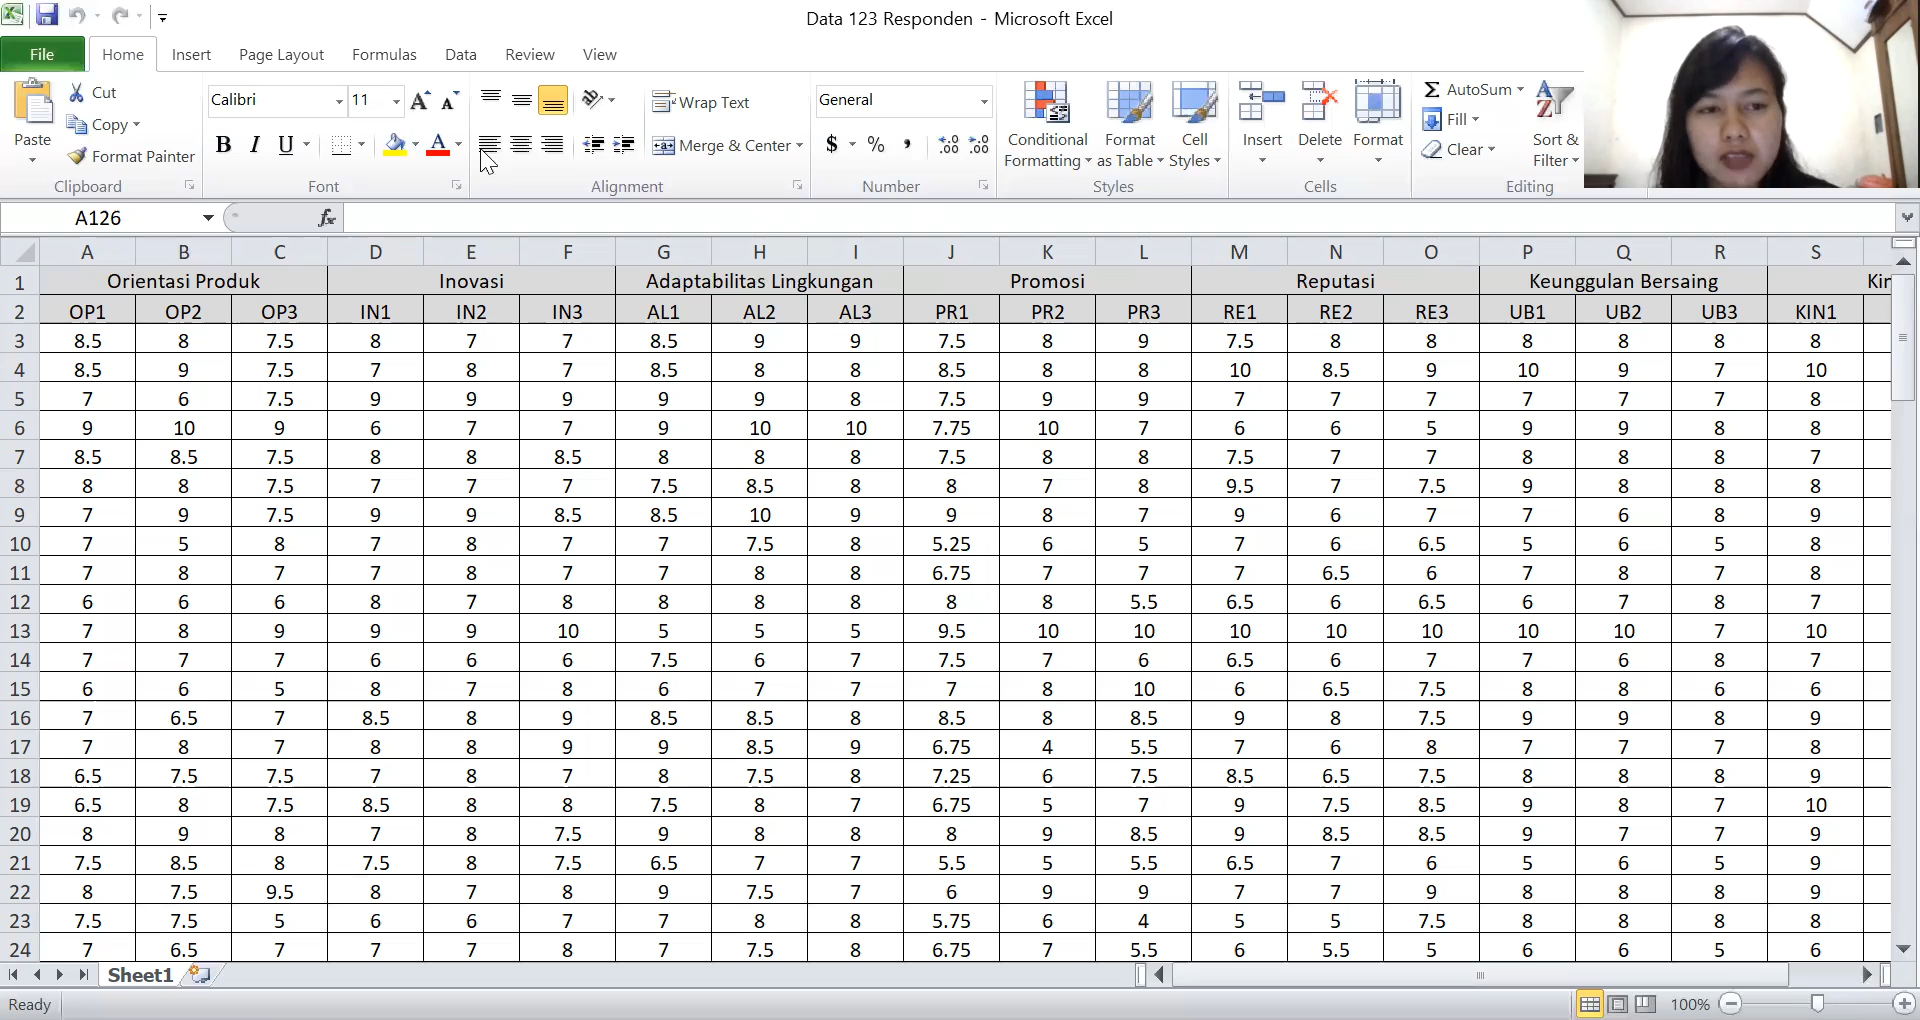 Data 123 Responden - Microsoft Excel
File Home Insert Page Layout Formulas Data Review View
Paste
Cut
Copy
Format Painter
Clipboard
Calibri 11
B I U A
Font
Wrap Text
Merge & Center
Alignment
General
$ % ,
Number
Conditional Formatting
Format as Table
Cell Styles
Styles
Insert Delete Format
Cells
AutoSum
Fill
Clear
Sort & Filter
Editing
A126 fx
A B C D E F G H I J K L M N O P Q R S
1 Orientasi Produk Inovasi Adaptabilitas Lingkungan Promosi Reputasi Keunggulan Bersaing Kin
2 OP1 OP2 OP3 IN1 IN2 IN3 AL1 AL2 AL3 PR1 PR2 PR3 RE1 RE2 RE3 UB1 UB2 UB3 KIN1
3 8.5 8 7.5 8 7 7 8.5 9 9 7.5 8 9 7.5 8 8 8 8 8 8
4 8.5 9 7.5 7 8 7 8.5 8 8 8.5 8 8 10 8.5 9 10 9 7 10
5 7 6 7.5 9 9 9 9 9 8 7.5 9 9 7 7 7 7 7 7 8
6 9 10 9 6 7 7 9 10 10 7.75 10 7 6 6 5 9 9 8 8
7 8.5 8.5 7.5 8 8 8.5 8 8 8 7.5 8 8 7.5 7 7 8 8 8 7
8 8 8 7.5 7 7 7 7.5 8.5 8 8 7 8 9.5 7 7.5 9 8 8 8
9 7 9 7.5 9 9 8.5 8.5 10 9 9 8 7 9 6 7 7 6 8 9
10 7 5 8 7 8 7 7 7.5 8 5.25 6 5 7 6 6.5 5 6 5 8
11 7 8 7 7 8 7 7 8 8 6.75 7 7 7 6.5 6 7 8 7 8
12 6 6 6 8 7 8 8 8 8 8 8 5.5 6.5 6 6.5 6 7 8 7
13 7 8 9 9 9 10 5 5 5 9.5 10 10 10 10 10 10 10 7 10
14 7 7 7 6 6 6 7.5 6 7 7.5 7 6 6.5 6 7 7 6 8 7
15 6 6 5 8 7 8 6 7 7 7 8 10 6 6.5 7.5 8 8 6 6
16 7 6.5 7 8.5 8 9 8.5 8.5 8 8.5 8 8.5 9 8 7.5 9 9 8 9
17 7 8 7 8 8 9 9 8.5 9 6.75 4 5.5 7 6 8 7 7 7 8
18 6.5 7.5 7.5 7 8 7 8 7.5 8 7.25 6 7.5 8.5 6.5 7.5 8 8 8 9
19 6.5 8 7.5 8.5 8 8 7.5 8 7 6.75 5 7 9 7.5 8.5 9 8 7 10
20 8 9 8 7 8 7.5 9 8 8 8 9 8.5 9 8.5 8.5 9 7 7 9
21 7.5 8.5 8 7.5 8 7.5 6.5 7 7 5.5 5 5.5 6.5 7 6 5 6 5 9
22 8 7.5 9.5 8 7 8 9 7.5 7 6 9 9 7 7 9 8 8 8 9
23 7.5 7.5 5 6 6 7 7 8 8 5.75 6 4 5 5 7.5 8 8 8 8
24 7 6.5 7 7 7 8 7 7.5 8 6.75 7 5.5 6 5.5 5 6 6 5 6
Sheet1
Ready 100%